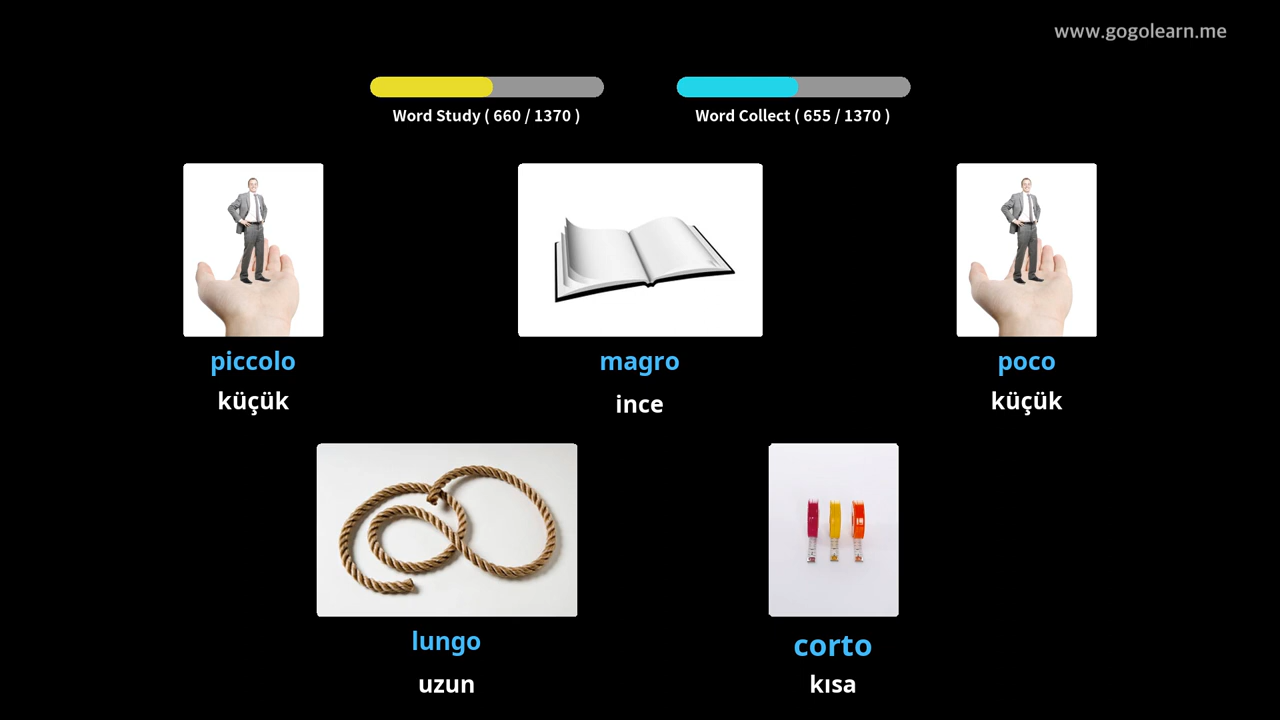 www.gogolearn.me
Word Study ( 660 / 1370 )
Word Collect ( 655 / 1370 )
piccolo
küçük
magro
ince
poco
küçük
lungo
uzun
corto
kısa